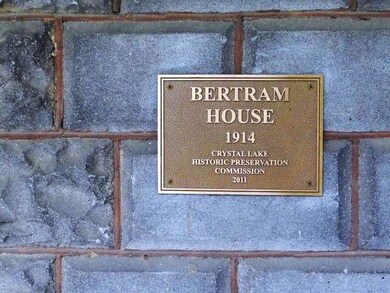 BERTRAM
HOUSE
1914
CRYSTAL LAKE
HISTORIC PRESERVATION
COMMISSION
2011